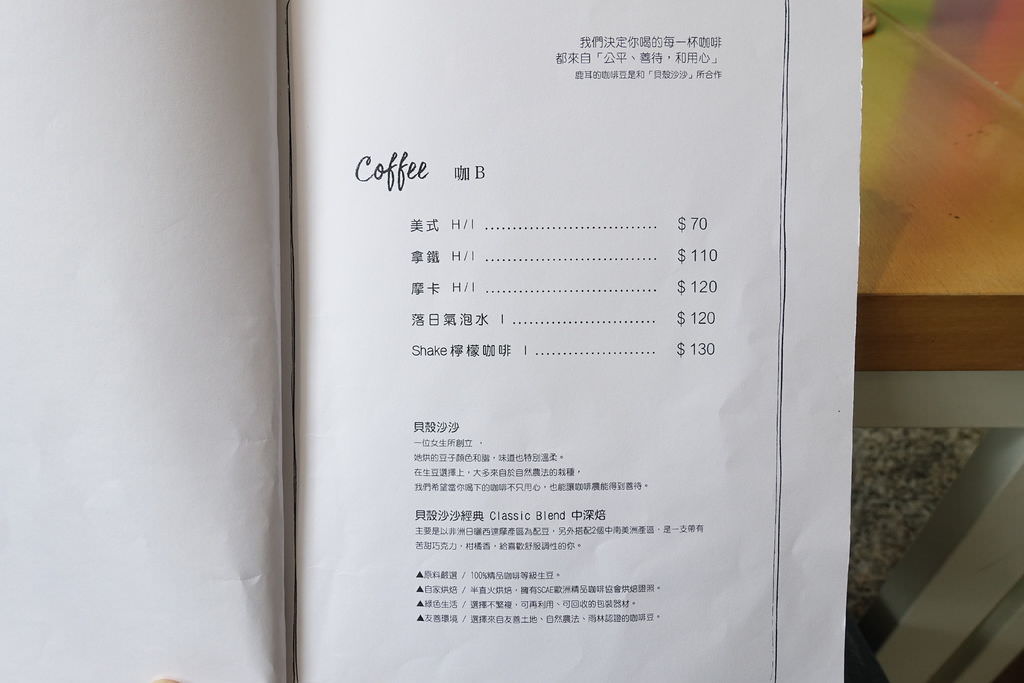 我們決定你喝的每一杯咖啡
都來自「公平、善待，和用心」
鹿耳的咖啡豆是和「貝殼沙沙」所合作
Coffee 咖B
美式 H/I ............................... $70
拿鐵 H/I ............................... $110
摩卡 H/I ............................... $120
落日氣泡水 I .......................... $120
Shake檸檬咖啡 I ...................... $130
貝殼沙沙
一位女生所創立，
她烘的豆子顏色和諧，味道也特別溫柔。
在生豆選擇上，大多來自於自然農法的栽種，
我們希望當你喝下的咖啡不只用心，也能讓咖啡農能得到善待。
貝殼沙沙經典 Classic Blend 中深焙
主要是以非洲日曬西達摩產區為配豆，另外搭配2個中南美洲產區，是一支帶有
苦甜巧克力，柑橘香，給喜歡舒服調性的你。
▲原料嚴選 / 100%精品咖啡等級生豆。
▲自家烘焙 / 半直火烘焙，擁有SCAE歐洲精品咖啡協會烘焙證照。
▲綠色生活 / 選擇不繁複，可再利用、可回收的包裝器材。
▲友善環境 / 選擇來自友善土地、自然農法、雨林認證的咖啡豆。